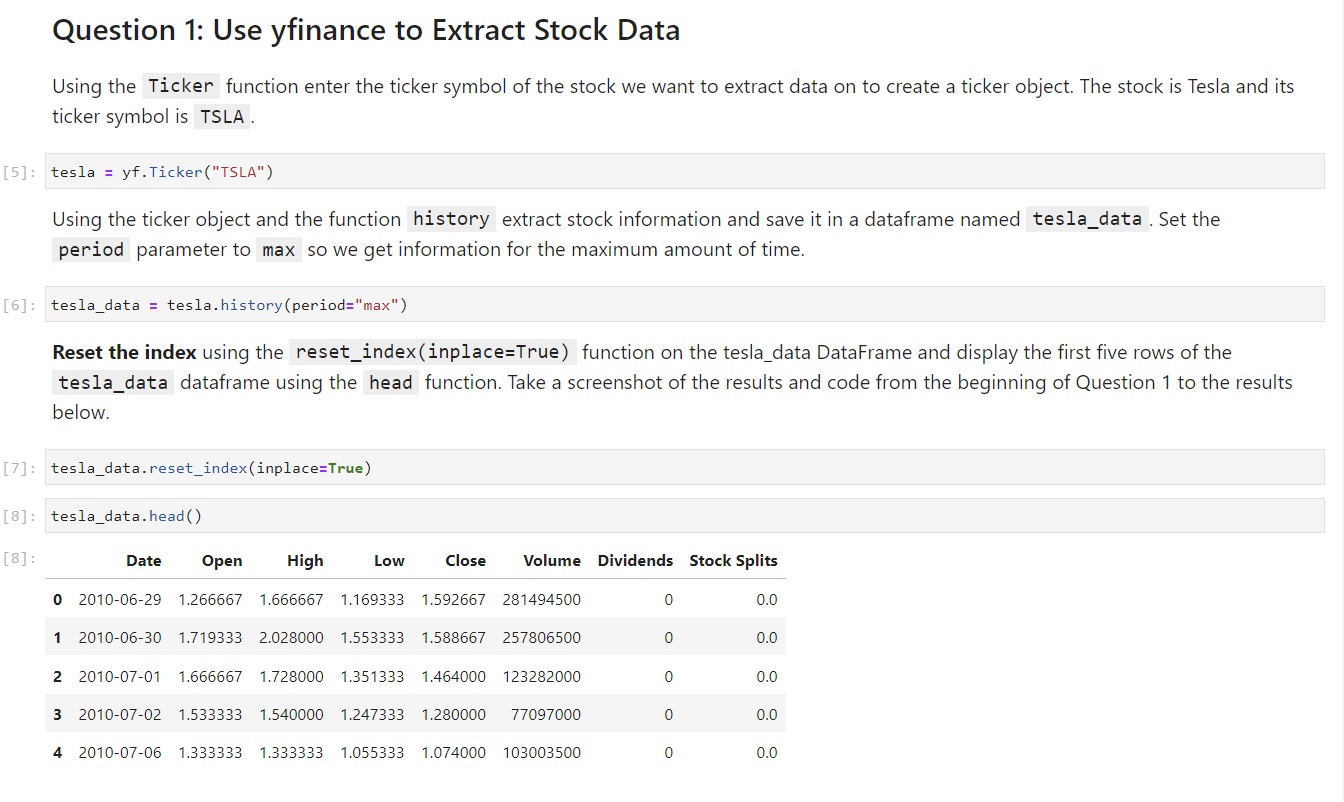 Question 1: Use yfinance to Extract Stock Data
Using the Ticker function enter the ticker symbol of the stock we want to extract data on to create a ticker object. The stock is Tesla and its
ticker symbol is TSLA .
[5]: tesla = yf.Ticker("TSLA")
Using the ticker object and the function history extract stock information and save it in a dataframe named tesla_data . Set the
period parameter to max so we get information for the maximum amount of time.
[6]: tesla_data = tesla.history(period="max")
Reset the index using the reset_index(inplace=True) function on the tesla_data DataFrame and display the first five rows of the
tesla_data dataframe using the head function. Take a screenshot of the results and code from the beginning of Question 1 to the results
below.
[7]: tesla_data.reset_index(inplace=True)
[8]: tesla_data.head()
[8]: Date Open High Low Close Volume Dividends Stock Splits
0 2010-06-29 1.266667 1.666667 1.169333 1.592667 281494500 0 0.0
1 2010-06-30 1.719333 2.028000 1.553333 1.588667 257806500 0 0.0
2 2010-07-01 1.666667 1.728000 1.351333 1.464000 123282000 0 0.0
3 2010-07-02 1.533333 1.540000 1.247333 1.280000 77097000 0 0.0
4 2010-07-06 1.333333 1.333333 1.055333 1.074000 103003500 0 0.0